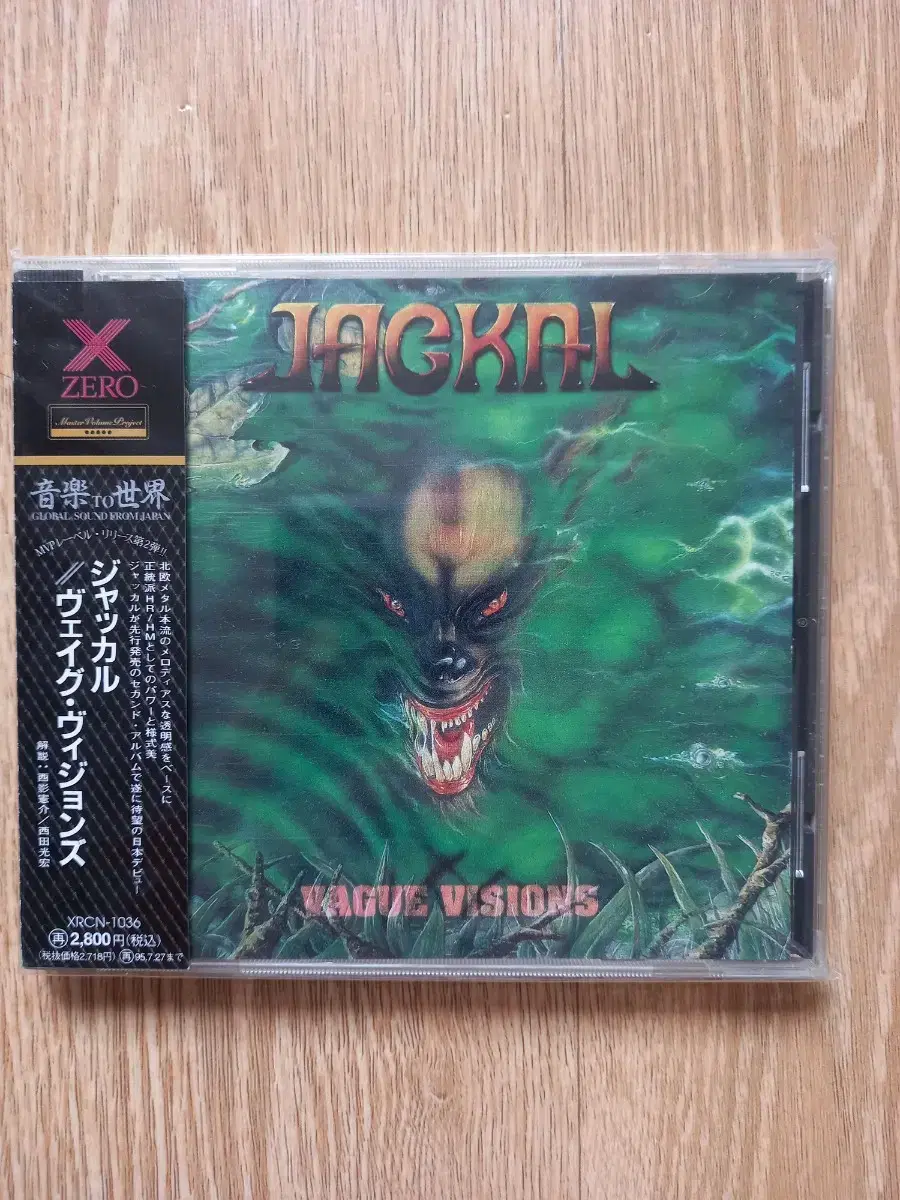 X
ZERO
Master Volume Project
音楽TO世界
GLOBAL SOUND FROM JAPAN
MVPレーベル・リリース第2弾!!
北欧メタル本流のメロディアスな透明感をベースに
正統派HR/HMとしてのパワーと様式美
ジャッカルが先行発売のセカンド・アルバムで遂に待望の日本デビュー
ジャッカル
//ヴェイグ・ヴィジョンズ
解説:西影憲介/西田光宏
XRCN-1036
再2,800円(税込)
(税抜価格2,718円)再95.7.27まで
JACKAL
VAGUE VISIONS